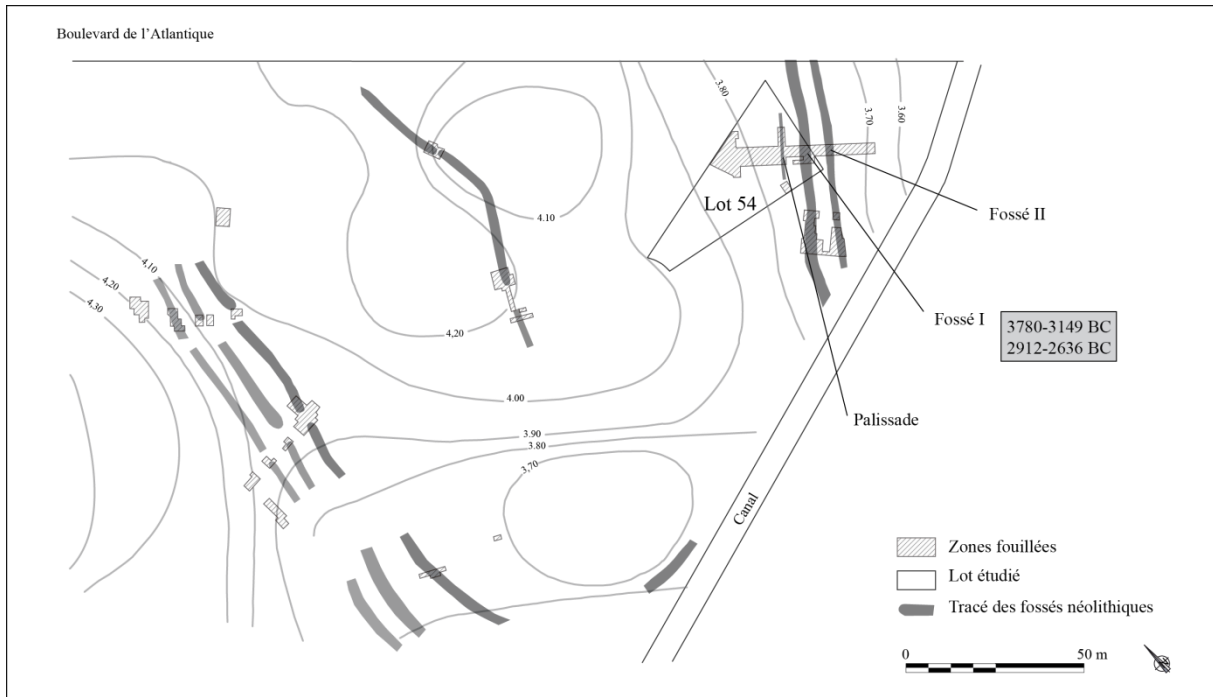 Boulevard de l'Atlantique
3.80
3.70
3.60
4.10
Lot 54
Fossé II
4,10
4,20
4.30
4,20
Fossé I
3780-3149 BC
2912-2636 BC
4.00
Palissade
3.90
3.80
3,70
Canal
Zones fouillées
Lot étudié
Tracé des fossés néolithiques
0
50 m